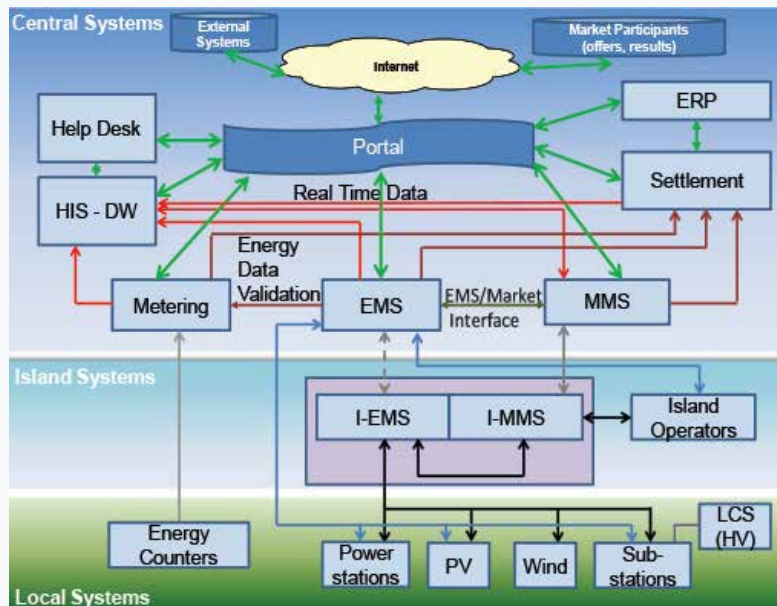 Central Systems
External
Systems
Market Participants
(offers, results)
Internet
Help Desk
Portal
ERP
HIS - DW
Real Time Data
Settlement
Energy
Data
Validation
Metering
EMS
EMS/Market
Interface
MMS
Island Systems
I-EMS
I-MMS
Island
Operators
Energy
Counters
Power
stations
PV
Wind
Sub-
stations
LCS
(HV)
Local Systems